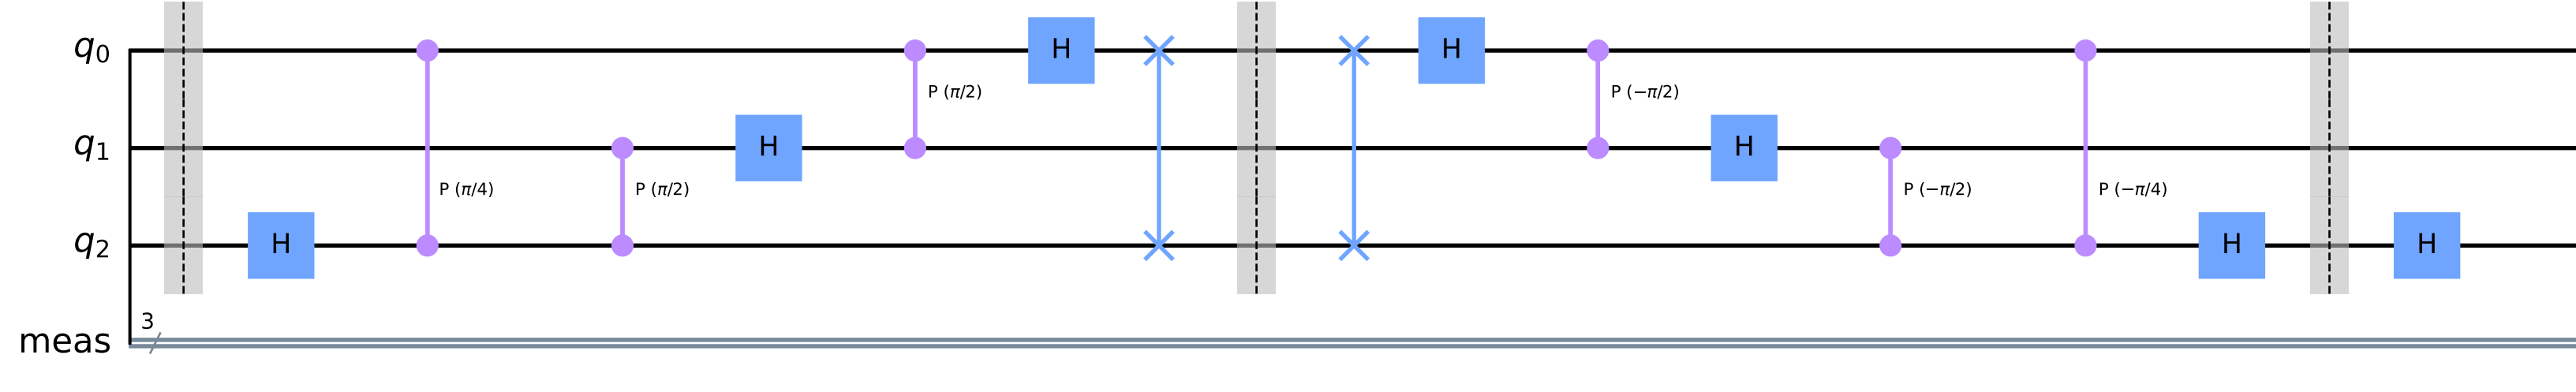 q0 H H
P (π/2) P (−π/2)
q1 H H
P (π/4) P (π/2) P (−π/2) P (−π/4)
q2 H H H
3
meas